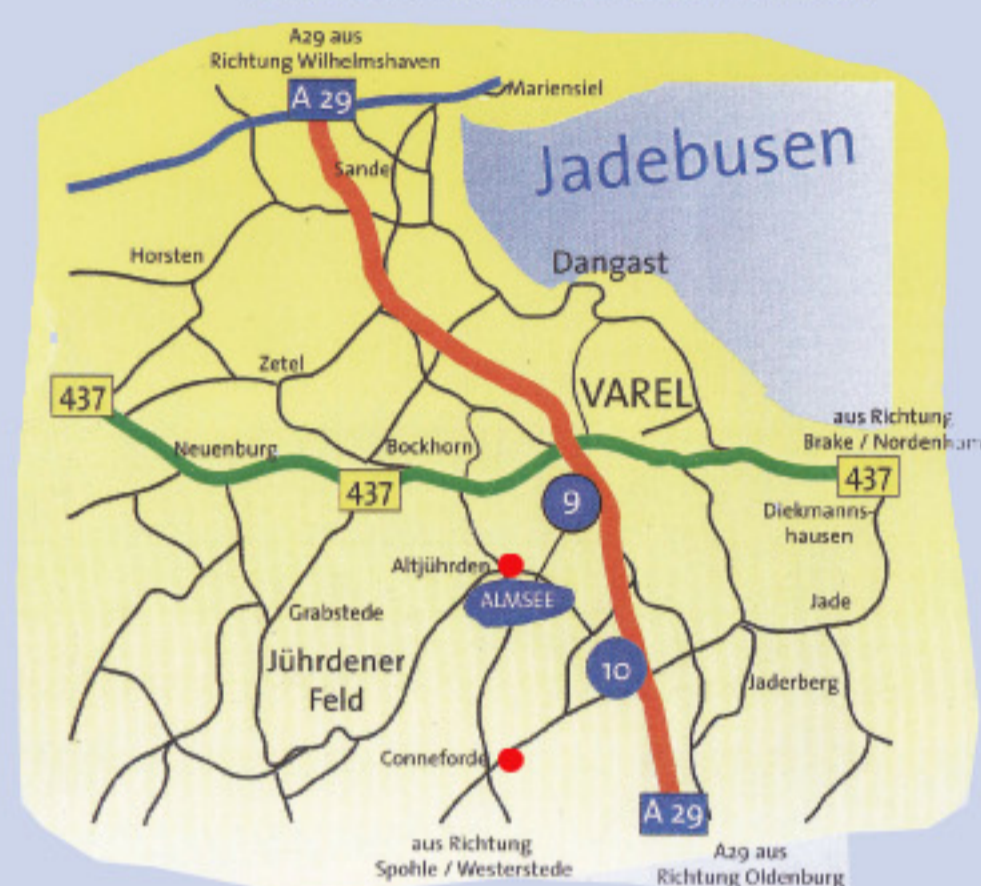 A29 aus
Richtung Wilhelmshaven
A 29
Mariensiel
Jadebusen
Sande
Horsten
Dangast
Zetel
437
VAREL
aus Richtung
Brake / Nordenham
Neuenburg
Bockhorn
437
437
9
Diekmanns-
hausen
Altjührden
ALMSEE
Grabstede
Jade
Jührdener
Feld
10
Jaderberg
Conneforde
A 29
aus Richtung
Spohle / Westerstede
A29 aus
Richtung Oldenburg